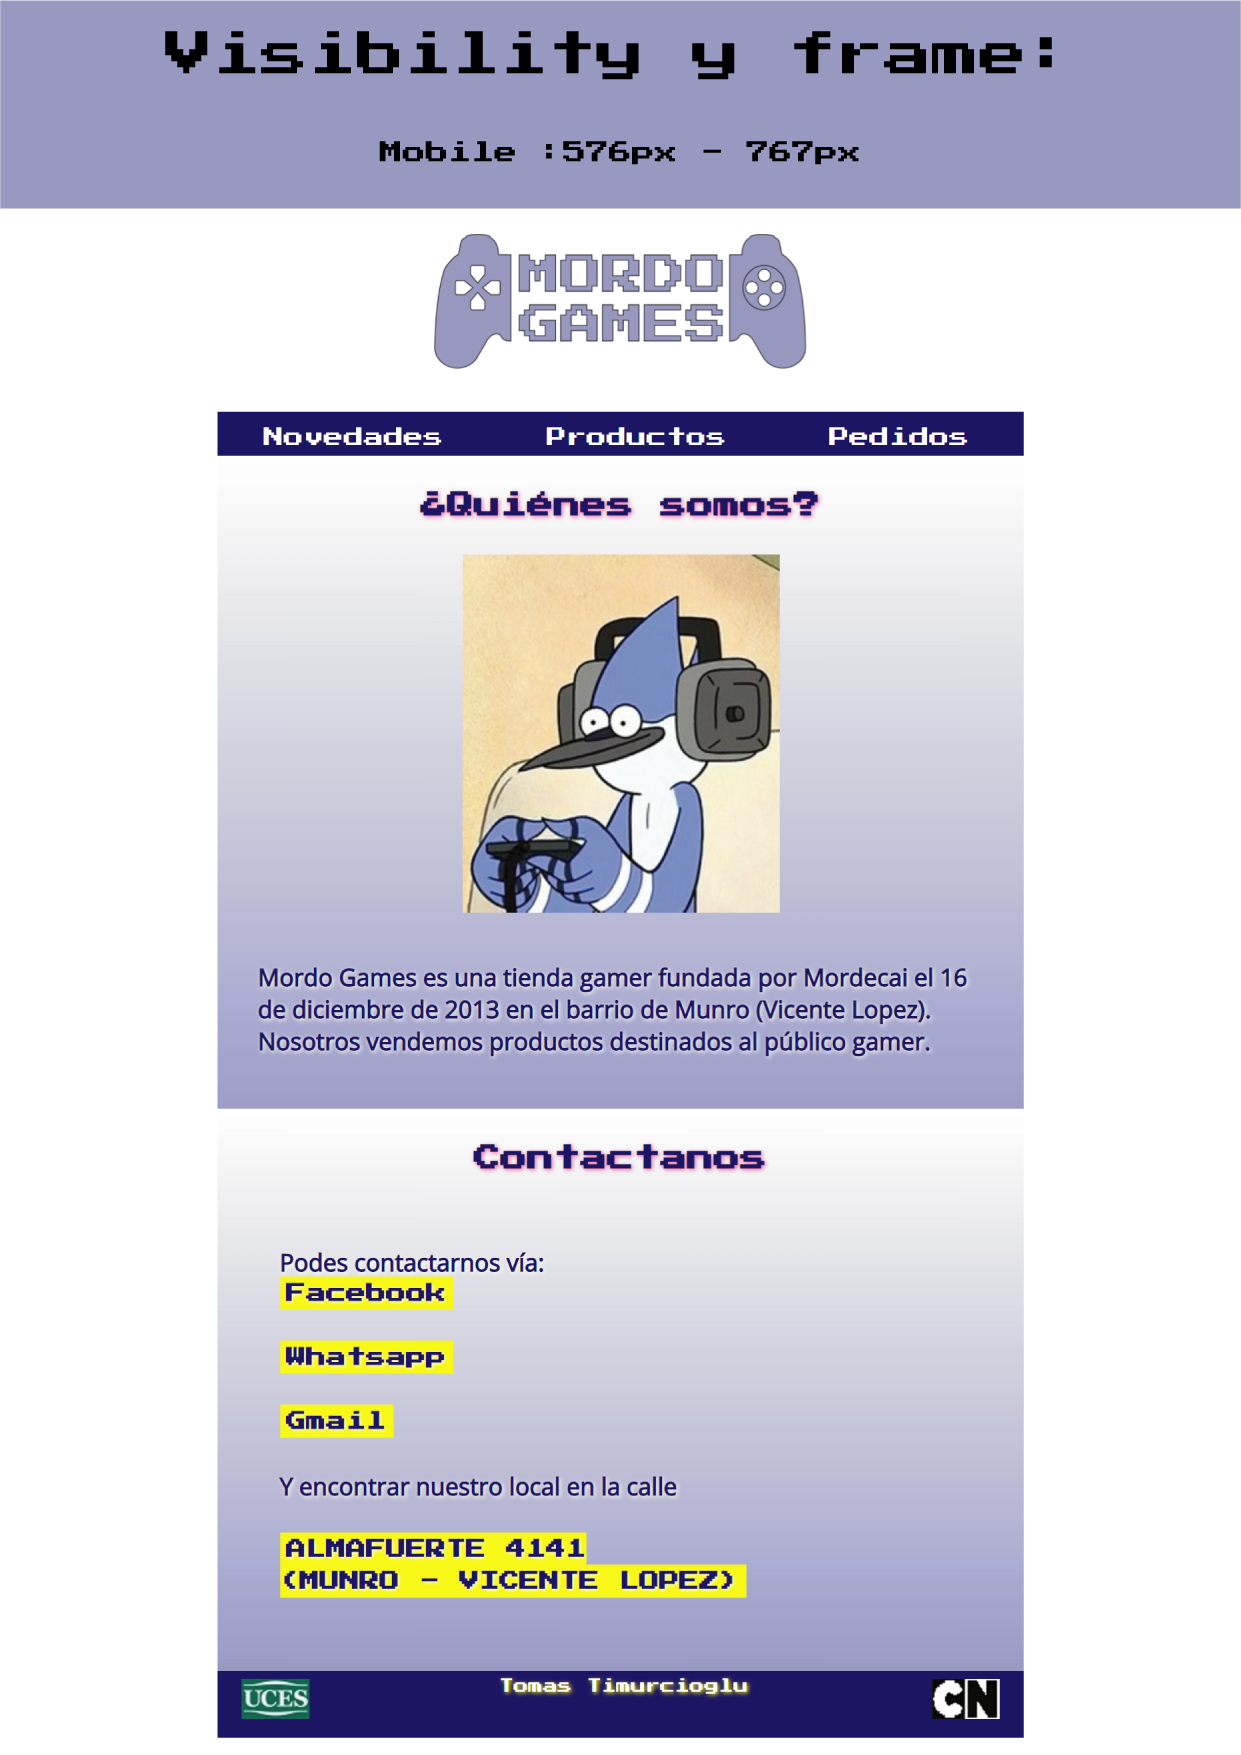 Visibility y frame:
Mobile :576px - 767px
MORDO
GAMES
Novedades Productos Pedidos
¿Quiénes somos?
Mordo Games es una tienda gamer fundada por Mordecai el 16
de diciembre de 2013 en el barrio de Munro (Vicente Lopez).
Nosotros vendemos productos destinados al público gamer.
Contactanos
Podes contactarnos vía:
Facebook
Whatsapp
Gmail
Y encontrar nuestro local en la calle
ALMAFUERTE 4141
(MUNRO - VICENTE LOPEZ)
UCES Tomas Timurcioglu CN